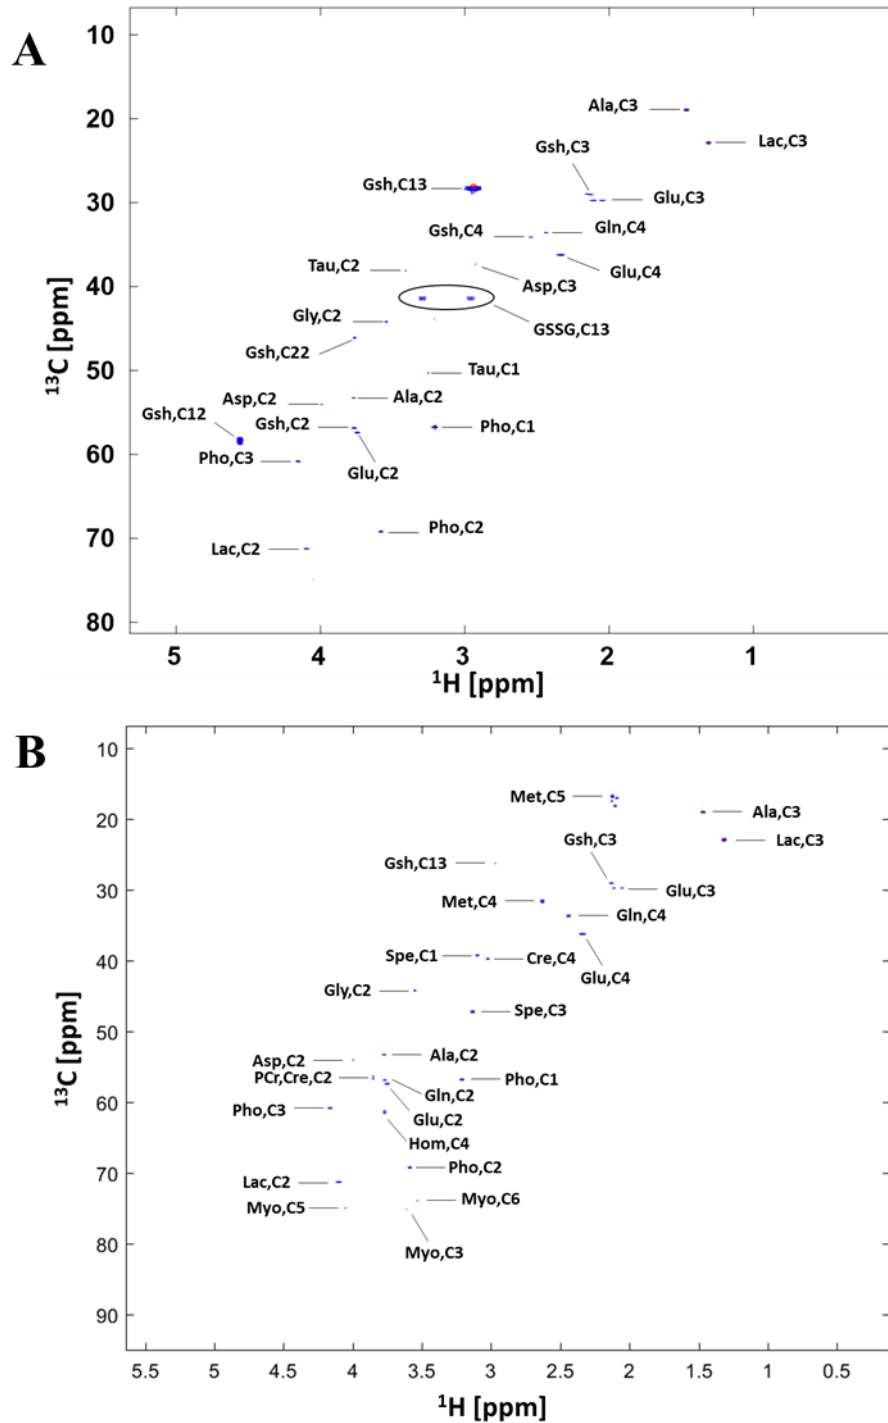 A
10
20
30
40
50
60
70
80
13C [ppm]
Ala,C3
Lac,C3
Gsh,C3
Gsh,C13
Glu,C3
Gsh,C4
Gln,C4
Tau,C2
Asp,C3
Glu,C4
Gly,C2
GSSG,C13
Gsh,C22
Tau,C1
Asp,C2
Ala,C2
Gsh,C12
Gsh,C2
Pho,C1
Pho,C3
Glu,C2
Pho,C2
Lac,C2
5 4 3 2 1
1H [ppm]
B
10
20
30
40
50
60
70
80
90
13C [ppm]
Met,C5
Ala,C3
Gsh,C3
Lac,C3
Gsh,C13
Glu,C3
Met,C4
Gln,C4
Spe,C1
Cre,C4
Glu,C4
Gly,C2
Spe,C3
Asp,C2
Ala,C2
PCr,Cre,C2
Pho,C1
Gln,C2
Pho,C3
Glu,C2
Hom,C4
Pho,C2
Lac,C2
Myo,C6
Myo,C5
Myo,C3
5.5 5 4.5 4 3.5 3 2.5 2 1.5 1 0.5
1H [ppm]